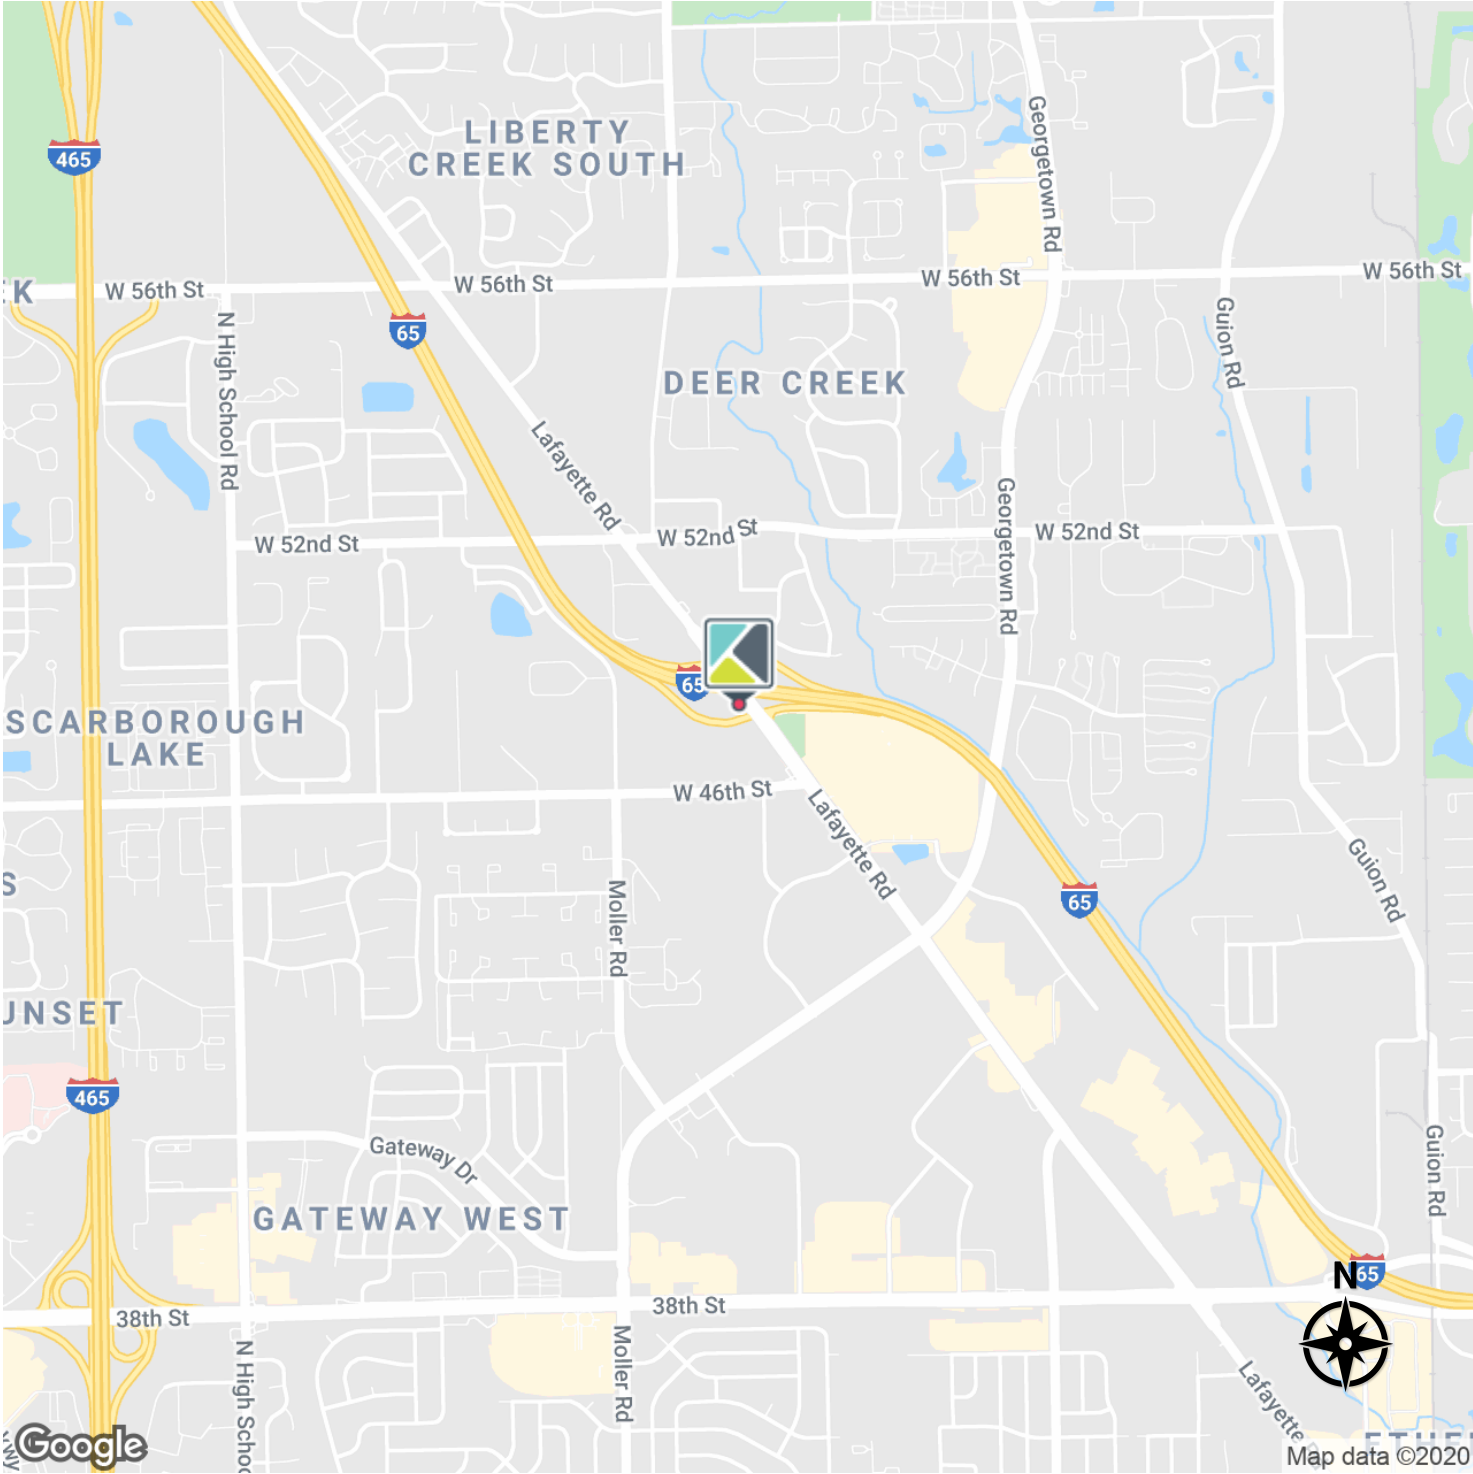 LIBERTY
CREEK SOUTH
465
Georgetown Rd
W 56th St
W 56th St
W 56th St
W 56th St
EK
65
N High School Rd
Guion Rd
DEER CREEK
Lafayette Rd
Georgetown Rd
W 52nd St
W 52nd St
W 52nd St
65
SCARBOROUGH
LAKE
W 46th St
Lafayette Rd
Guion Rd
S
65
Moller Rd
UNSET
465
Gateway Dr
Guion Rd
GATEWAY WEST
N
65
38th St
38th St
N High Schoo
Moller Rd
Lafayette
ETHE
Google
Map data ©2020